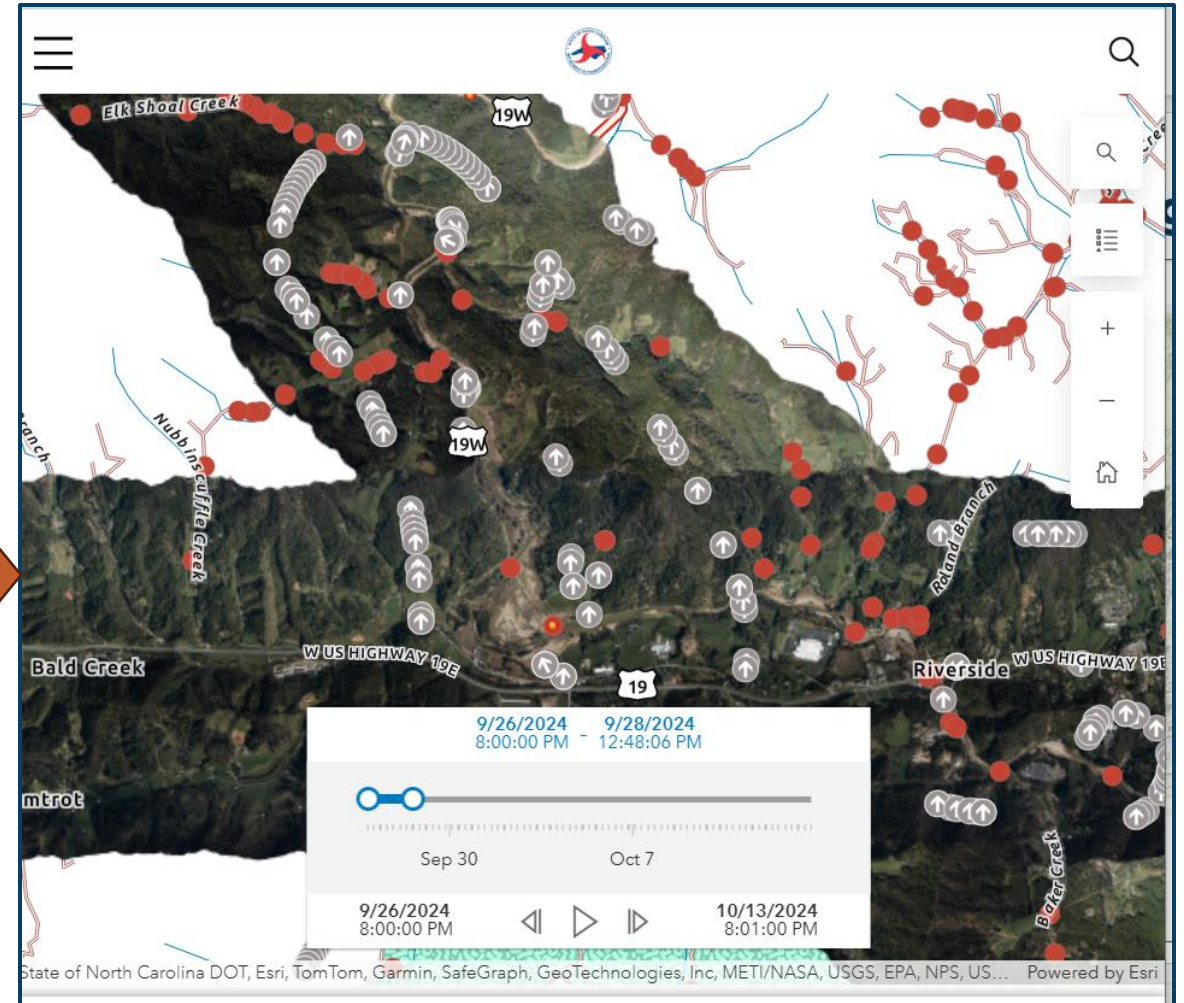 Elk Shoal Creek
19W
Nubbinscuffle Creek
19W
Roland Branch
Bald Creek
W US HIGHWAY 19E
19
Riverside
W US HIGHWAY 19E
9/26/2024 - 9/28/2024
8:00:00 PM 12:48:06 PM
mtrot
Sep 30 Oct 7
9/26/2024 10/13/2024
8:00:00 PM 8:01:00 PM
Baker Creek
State of North Carolina DOT, Esri, TomTom, Garmin, SafeGraph, GeoTechnologies, Inc, METI/NASA, USGS, EPA, NPS, US... Powered by Esri